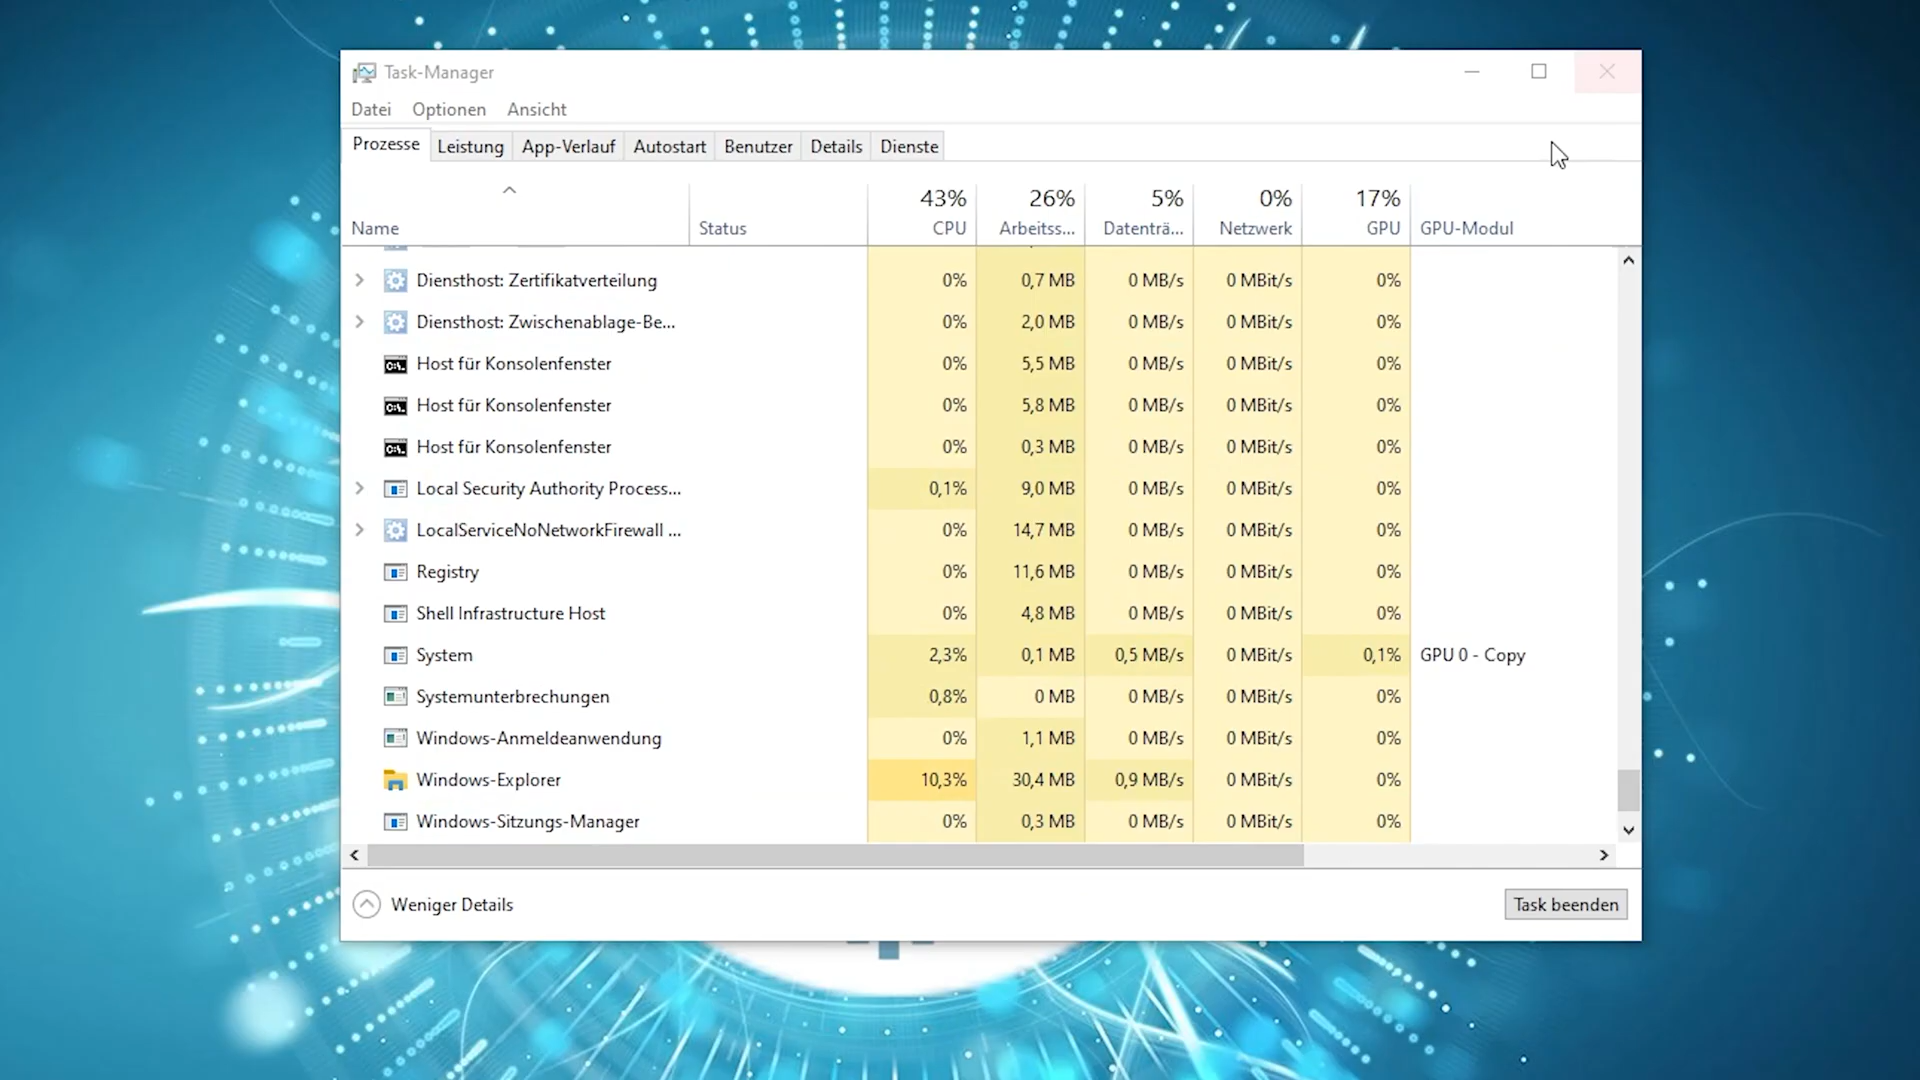 Task-Manager
Datei Optionen Ansicht
Prozesse Leistung App-Verlauf Autostart Benutzer Details Dienste
43% 26% 5% 0% 17%
Name Status CPU Arbeitss... Datenträ... Netzwerk GPU GPU-Modul
Diensthost: Zertifikatverteilung 0% 0,7 MB 0 MB/s 0 MBit/s 0%
Diensthost: Zwischenablage-Be... 0% 2,0 MB 0 MB/s 0 MBit/s 0%
Host für Konsolenfenster 0% 5,5 MB 0 MB/s 0 MBit/s 0%
Host für Konsolenfenster 0% 5,8 MB 0 MB/s 0 MBit/s 0%
Host für Konsolenfenster 0% 0,3 MB 0 MB/s 0 MBit/s 0%
Local Security Authority Process... 0,1% 9,0 MB 0 MB/s 0 MBit/s 0%
LocalServiceNoNetworkFirewall ... 0% 14,7 MB 0 MB/s 0 MBit/s 0%
Registry 0% 11,6 MB 0 MB/s 0 MBit/s 0%
Shell Infrastructure Host 0% 4,8 MB 0 MB/s 0 MBit/s 0%
System 2,3% 0,1 MB 0,5 MB/s 0 MBit/s 0,1% GPU 0 - Copy
Systemunterbrechungen 0,8% 0 MB 0 MB/s 0 MBit/s 0%
Windows-Anmeldeanwendung 0% 1,1 MB 0 MB/s 0 MBit/s 0%
Windows-Explorer 10,3% 30,4 MB 0,9 MB/s 0 MBit/s 0%
Windows-Sitzungs-Manager 0% 0,3 MB 0 MB/s 0 MBit/s 0%
Weniger Details Task beenden